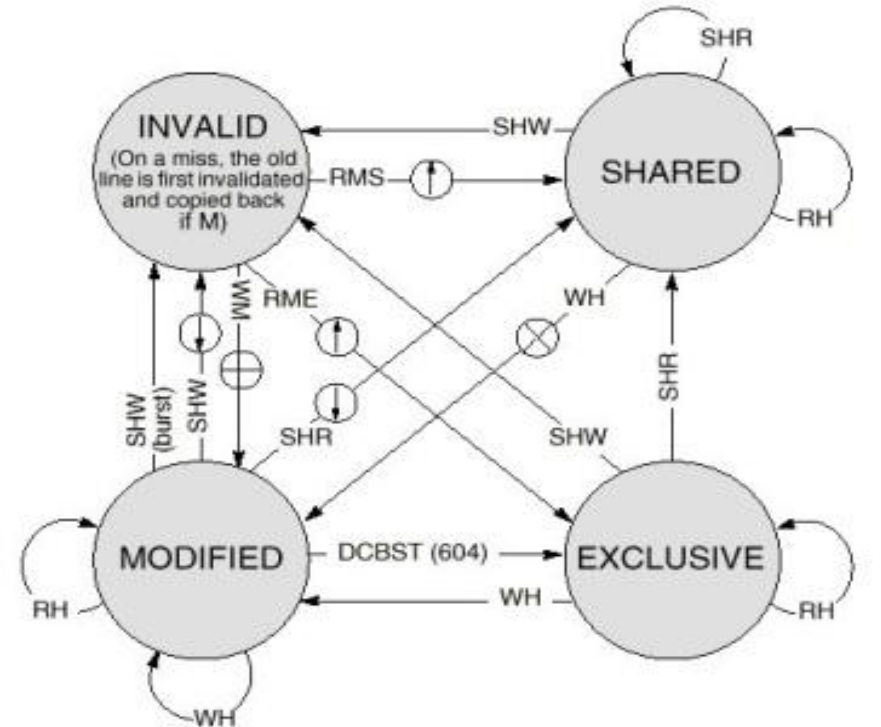 SHR
INVALID
(On a miss, the old
line is first invalidated
and copied back
if M)
SHW
RMS
SHARED
RH
WM
RME
WH
SHW
(burst)
SHW
SHR
SHW
SHR
MODIFIED
DCBST (604)
EXCLUSIVE
WH
RH
RH
WH